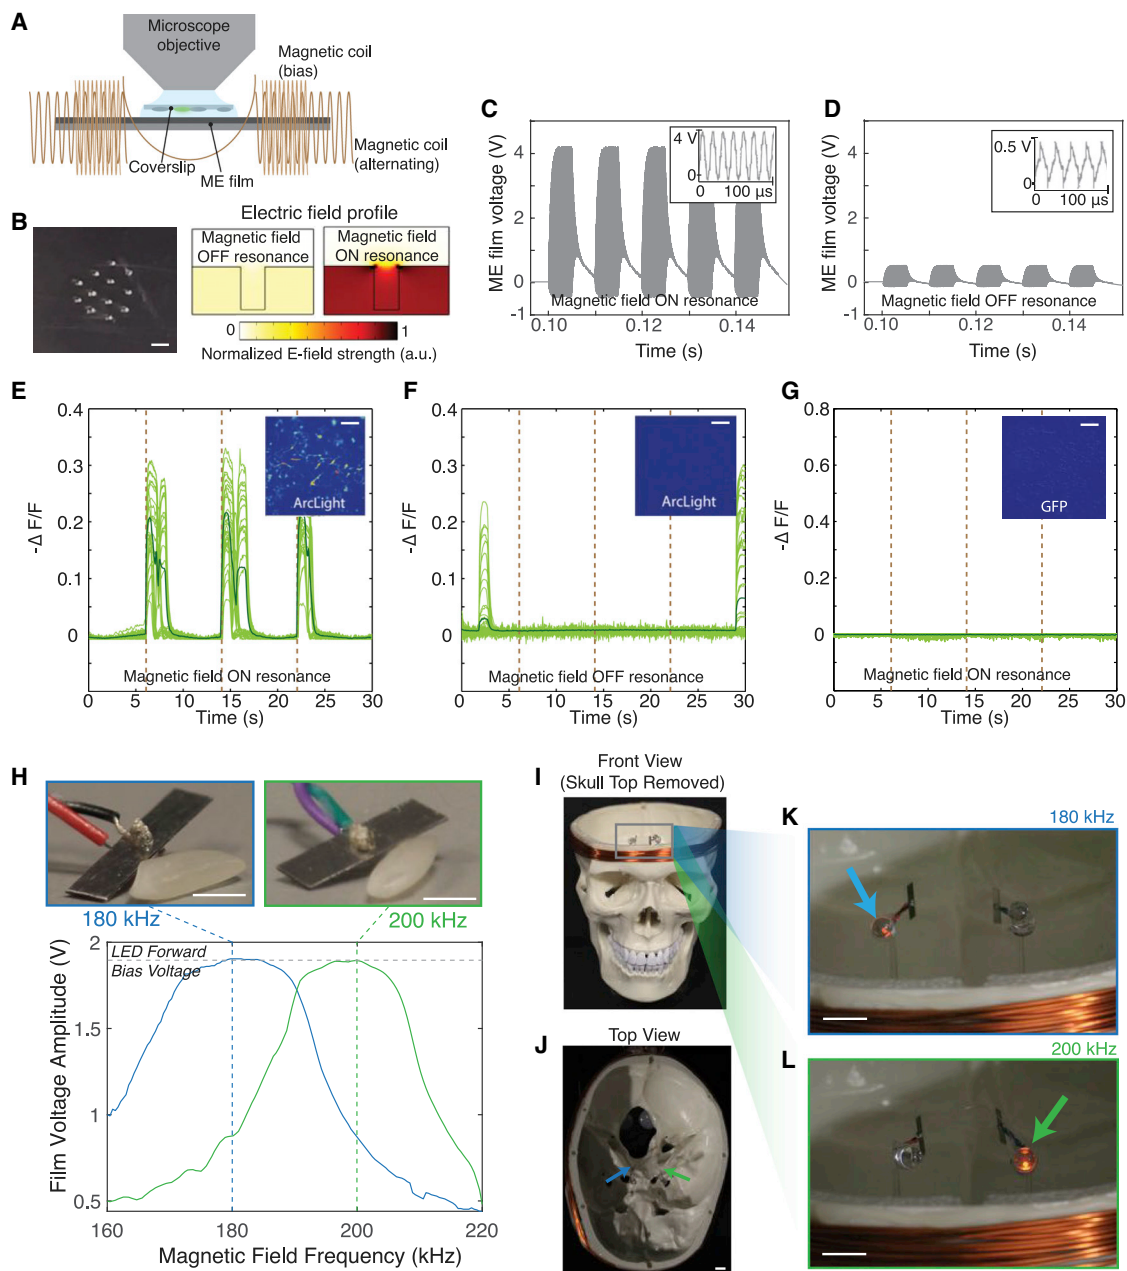 A
Microscope
objective
Magnetic coil
(bias)
Magnetic coil
(alternating)
Coverslip
ME film
B
Electric field profile
Magnetic field
OFF resonance
Magnetic field
ON resonance
0
1
Normalized E-field strength (a.u.)
C
ME film voltage (V)
4
2
0
-1
4 V
0
0
100 µs
Magnetic field ON resonance
0.10
0.12
0.14
Time (s)
D
ME film voltage (V)
4
2
0
-1
0.5 V
0
0
100 µs
Magnetic field OFF resonance
0.10
0.12
0.14
Time (s)
E
-Δ F/F
0.4
0.3
0.2
0.1
0
ArcLight
Magnetic field ON resonance
0 5 10 15 20 25 30
Time (s)
F
-Δ F/F
0.4
0.3
0.2
0.1
0
ArcLight
Magnetic field OFF resonance
0 5 10 15 20 25 30
Time (s)
G
-Δ F/F
0.8
0.6
0.4
0.2
0
GFP
Magnetic field ON resonance
0 5 10 15 20 25 30
Time (s)
H
180 kHz
200 kHz
LED Forward
Bias Voltage
Film Voltage Amplitude (V)
2
1.5
1
0.5
160 180 200 220
Magnetic Field Frequency (kHz)
I
Front View
(Skull Top Removed)
J
Top View
K
180 kHz
L
200 kHz